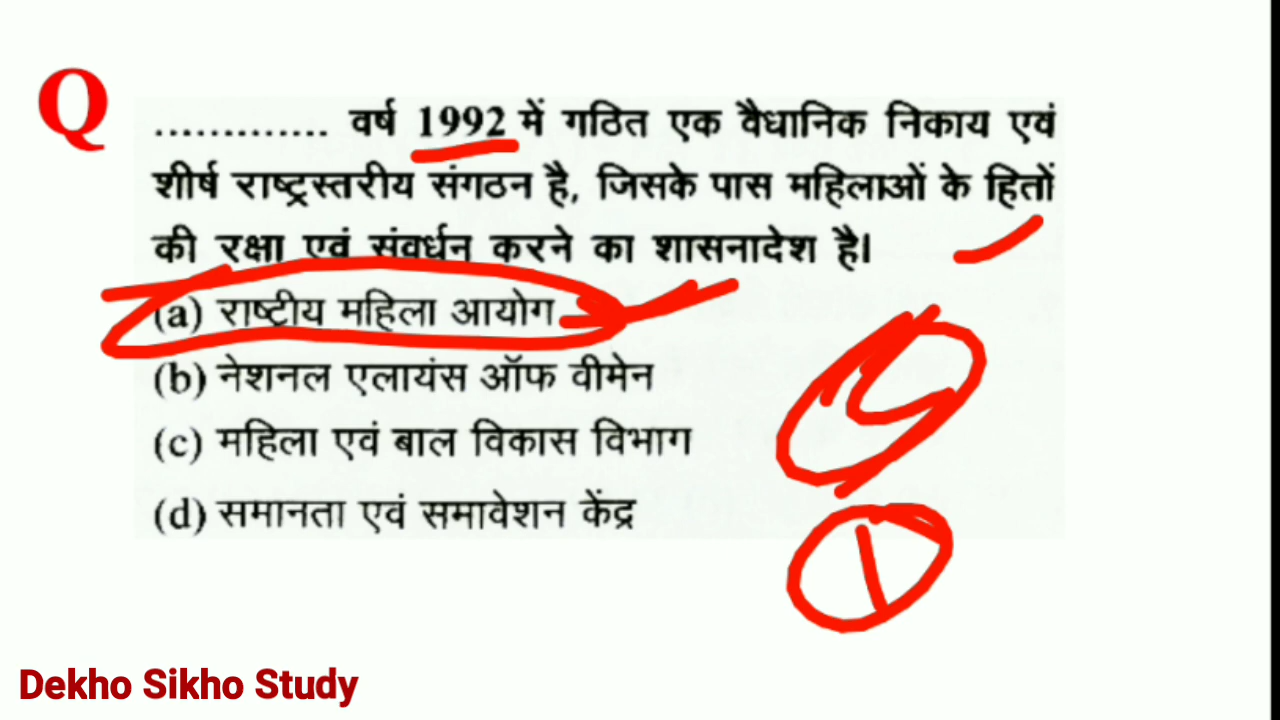 Q
............. वर्ष 1992 में गठित एक वैधानिक निकाय एवं
शीर्ष राष्ट्रस्तरीय संगठन है, जिसके पास महिलाओं के हितों
की रक्षा एवं संवर्धन करने का शासनादेश है।
(a) राष्टीय महिला आयोग
(b) नेशनल एलायंस ऑफ वीमेन
(c) महिला एवं बाल विकास विभाग
(d) समानता एवं समावेशन केंद्र
Dekho Sikho Study